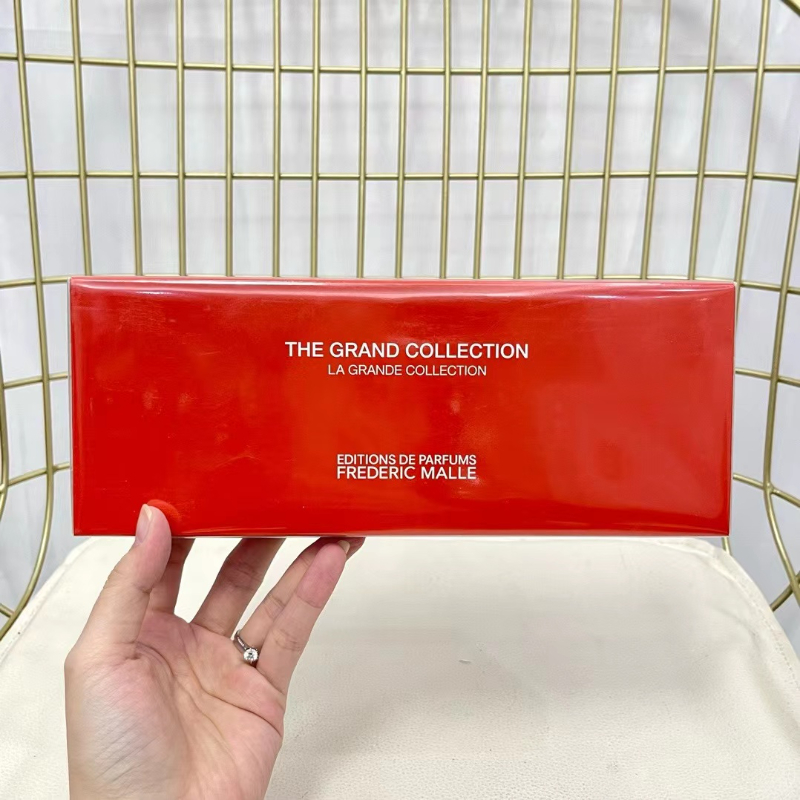 THE GRAND COLLECTION
LA GRANDE COLLECTION
EDITIONS DE PARFUMS
FREDERIC MALLE